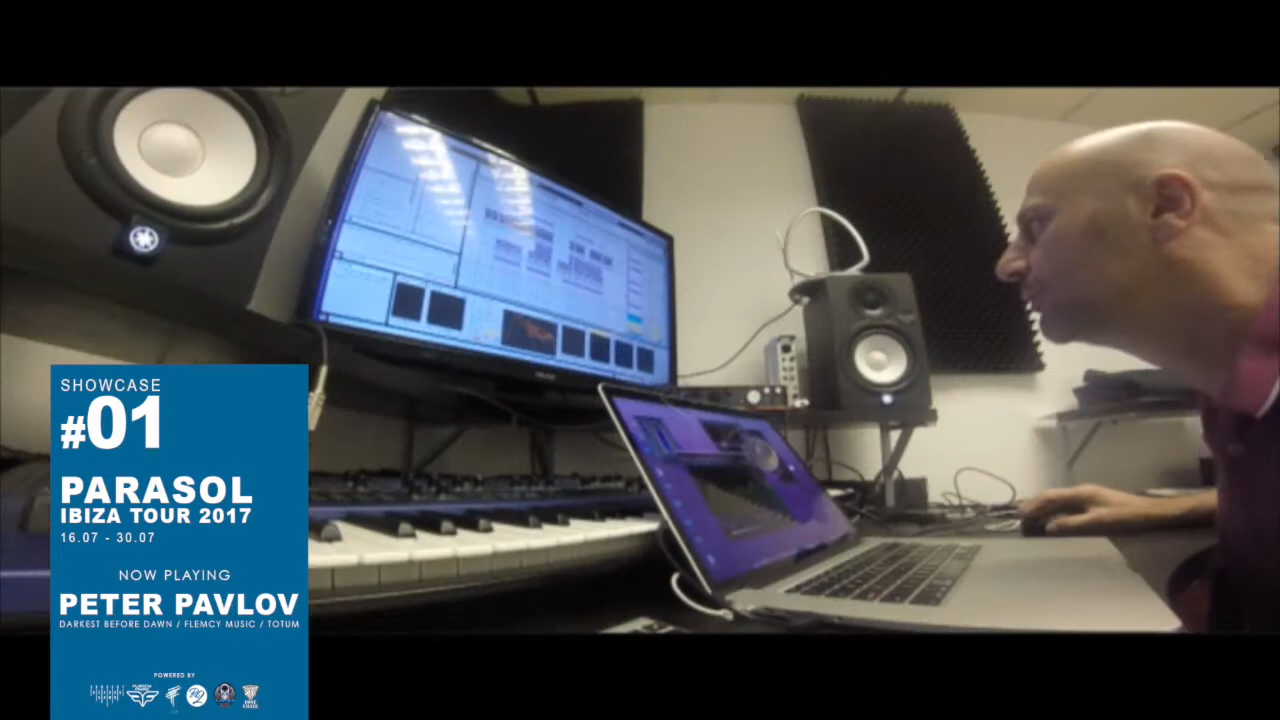 SHOWCASE
#01
PARASOL
IBIZA TOUR 2017
16.07 - 30.07
NOW PLAYING
PETER PAVLOV
DARKEST BEFORE DAWN / FLEMCY MUSIC / TOTUM
POWERED BY